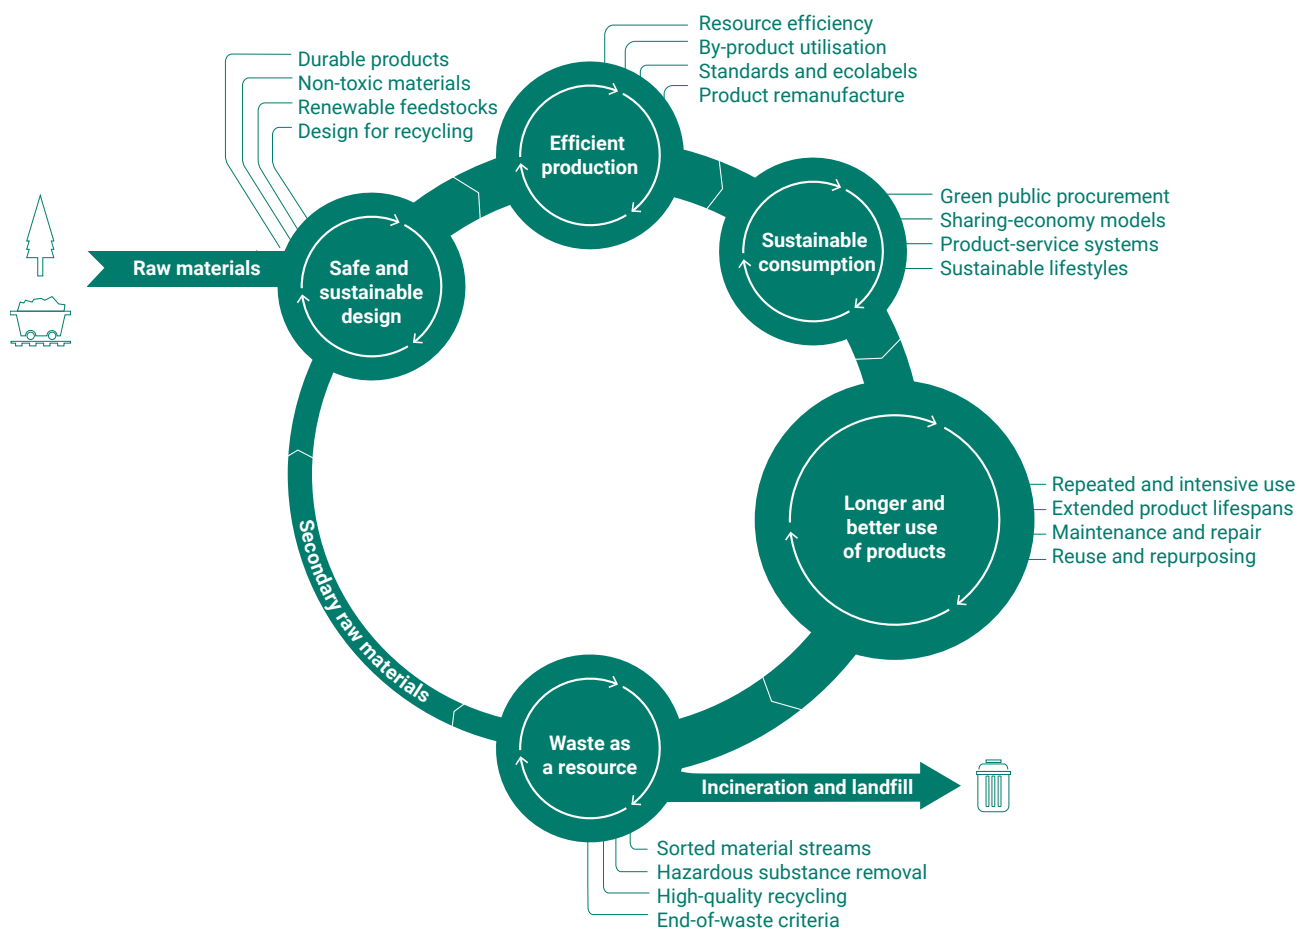 Resource efficiency
By-product utilisation
Standards and ecolabels
Product remanufacture
Durable products
Non-toxic materials
Renewable feedstocks
Design for recycling
Efficient
production
Green public procurement
Sharing-economy models
Product-service systems
Sustainable lifestyles
Sustainable
consumption
Raw materials
Safe and
sustainable
design
Repeated and intensive use
Extended product lifespans
Maintenance and repair
Reuse and repurposing
Longer and
better use
of products
Secondary raw materials
Waste as
a resource
Incineration and landfill
Sorted material streams
Hazardous substance removal
High-quality recycling
End-of-waste criteria